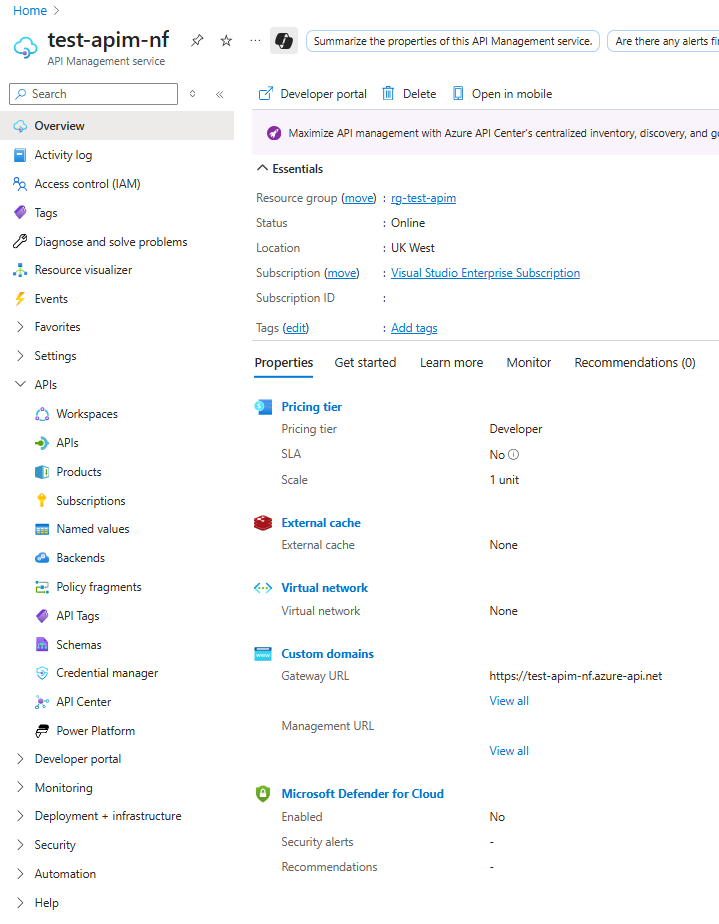 Home >
test-apim-nf
API Management service
Summarize the properties of this API Management service.
Are there any alerts fi
Search
Developer portal Delete Open in mobile
Maximize API management with Azure API Center's centralized inventory, discovery, and go
Overview
Activity log
Access control (IAM)
Tags
Diagnose and solve problems
Resource visualizer
Events
Favorites
Settings
APIs
Workspaces
APIs
Products
Subscriptions
Named values
Backends
Policy fragments
API Tags
Schemas
Credential manager
API Center
Power Platform
Developer portal
Monitoring
Deployment + infrastructure
Security
Automation
Help
Essentials
Resource group (move) : rg-test-apim
Status : Online
Location : UK West
Subscription (move) : Visual Studio Enterprise Subscription
Subscription ID :
Tags (edit) : Add tags
Properties Get started Learn more Monitor Recommendations (0)
Pricing tier
Pricing tier Developer
SLA No
Scale 1 unit
External cache
External cache None
Virtual network
Virtual network None
Custom domains
Gateway URL https://test-apim-nf.azure-api.net
View all
Management URL
View all
Microsoft Defender for Cloud
Enabled No
Security alerts -
Recommendations -